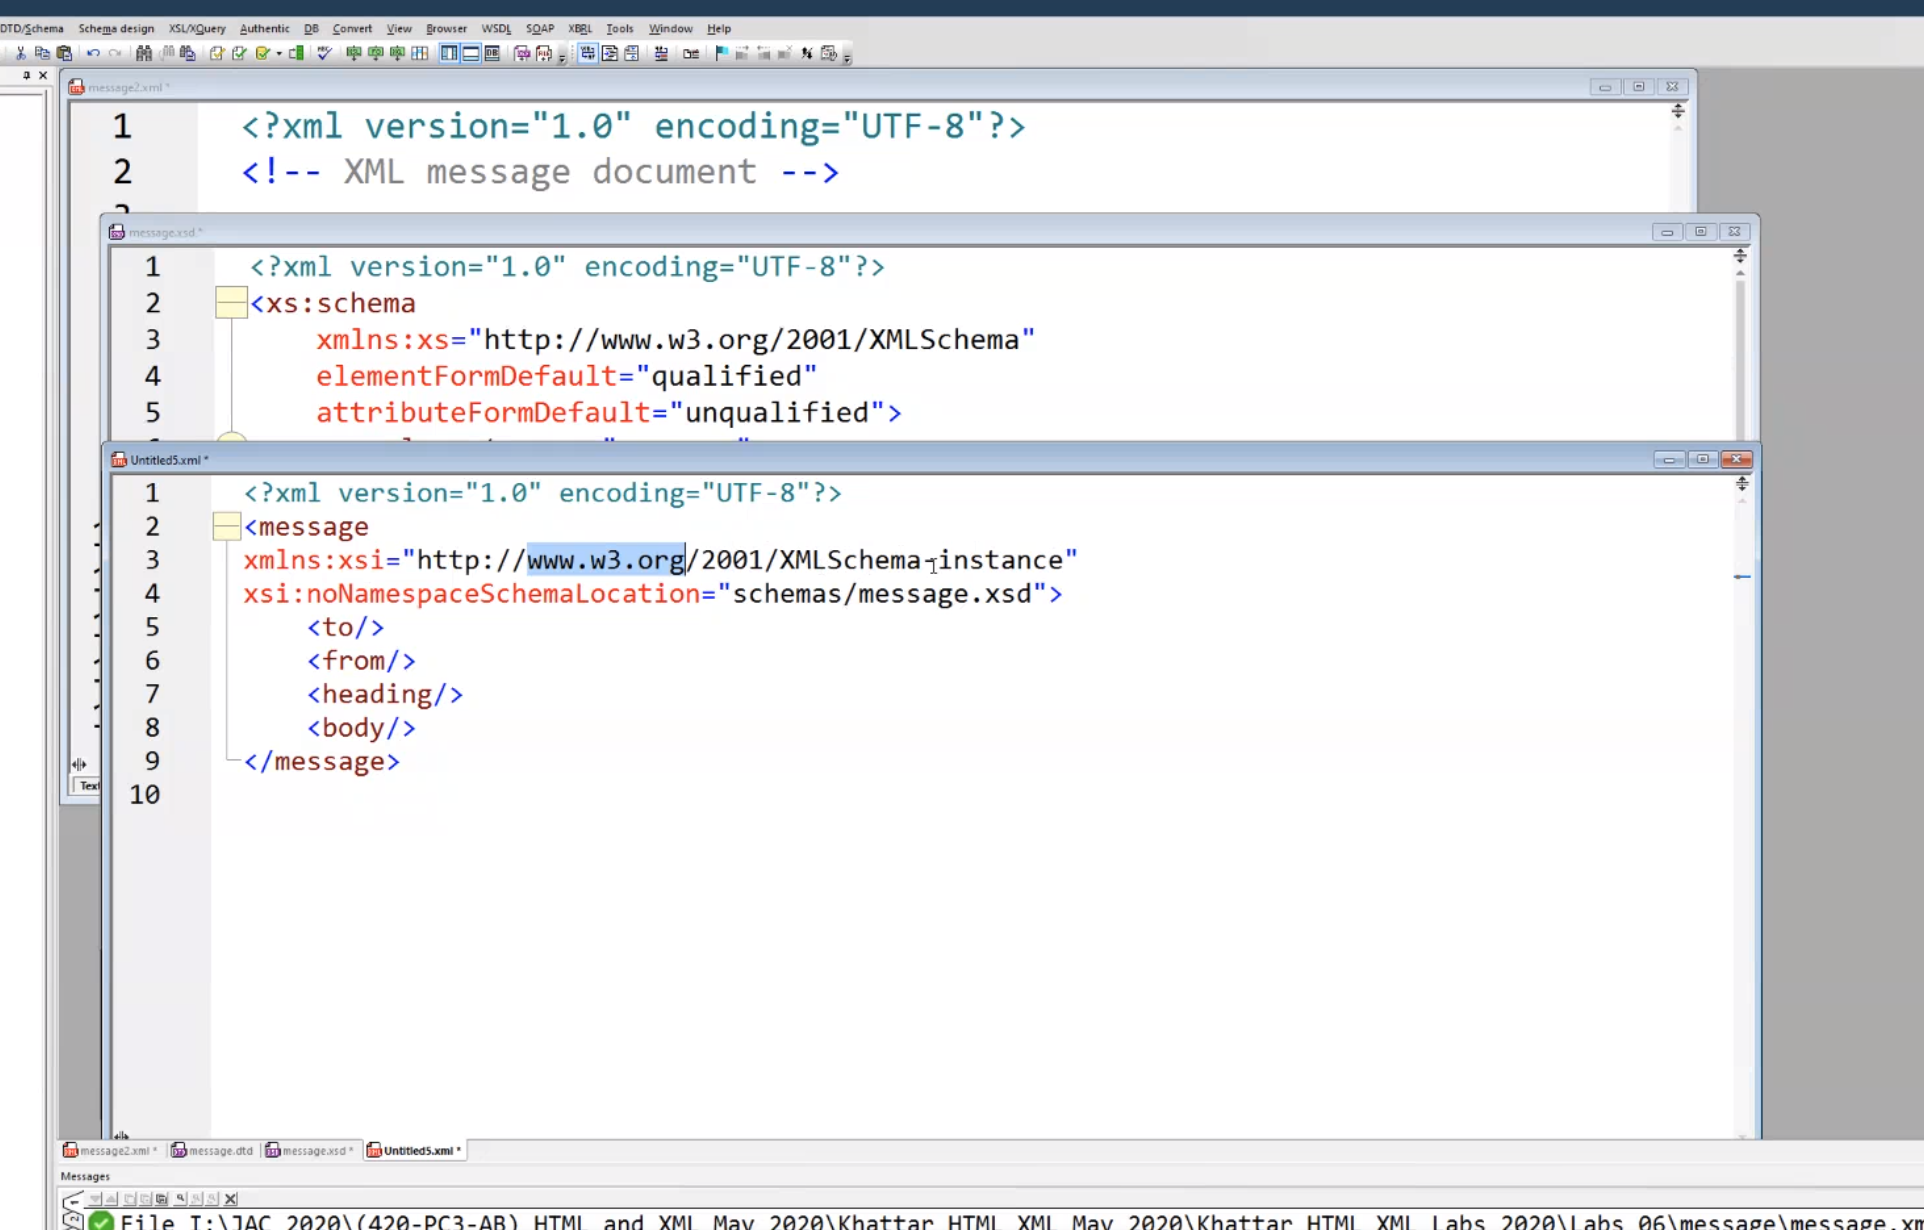 DTD/Schema Schema design XSL/XQuery Authentic DB Convert View Browser WSDL SOAP XBRL Tools Window Help
message2.xml *
1 <?xml version="1.0" encoding="UTF-8"?>
2 <!-- XML message document -->
message.xsd *
1 <?xml version="1.0" encoding="UTF-8"?>
2 <xs:schema
3 xmlns:xs="http://www.w3.org/2001/XMLSchema"
4 elementFormDefault="qualified"
5 attributeFormDefault="unqualified">
Untitled5.xml *
1 <?xml version="1.0" encoding="UTF-8"?>
2 <message
3 xmlns:xsi="http://www.w3.org/2001/XMLSchema-instance"
4 xsi:noNamespaceSchemaLocation="schemas/message.xsd">
5 <to/>
6 <from/>
7 <heading/>
8 <body/>
9 </message>
10
Text
message2.xml * message.dtd message.xsd * Untitled5.xml *
Messages
File I:\JAC 2020\(420-PC3-AB) HTML and XML May 2020\Khattar HTML XML May 2020\Khattar HTML XML Labs 2020\Labs 06\message\message.xm